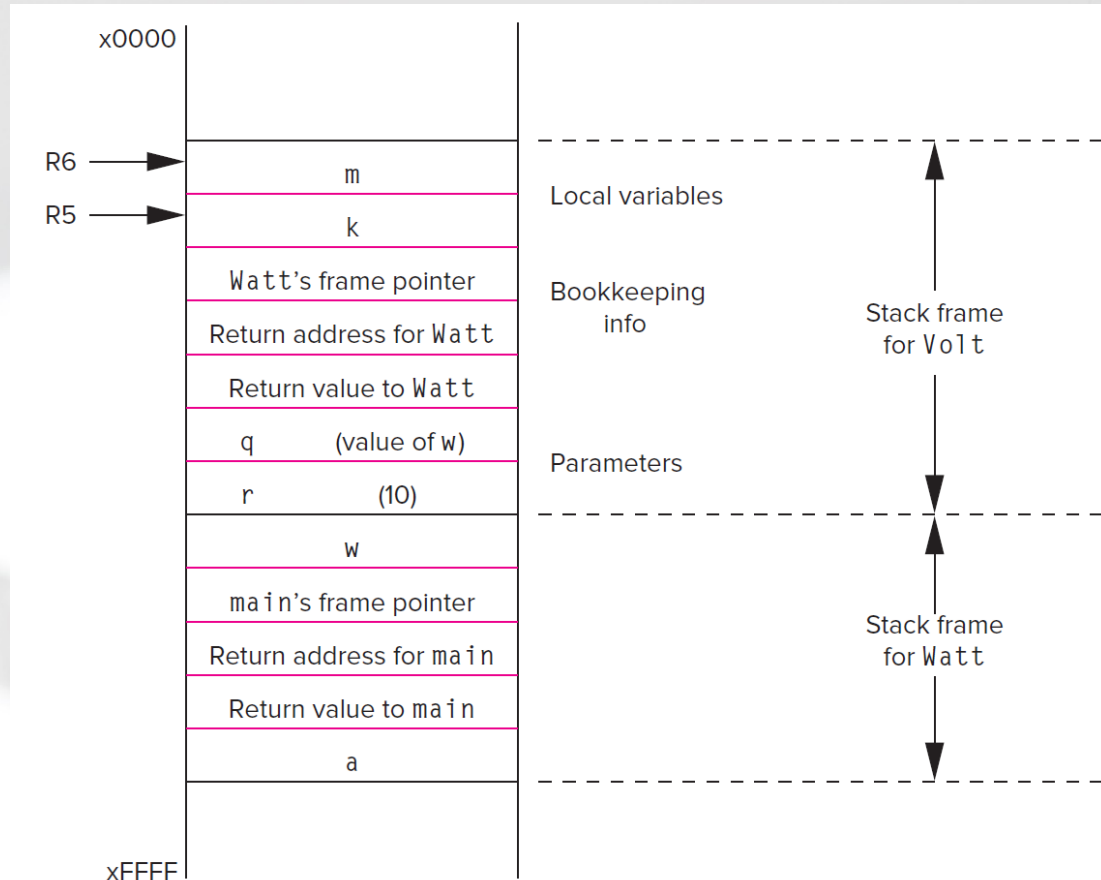 x0000
R6
m
Local variables
R5
k
Watt's frame pointer
Bookkeeping
info
Stack frame
for Volt
Return address for Watt
Return value to Watt
q (value of w)
Parameters
r (10)
w
main's frame pointer
Stack frame
for Watt
Return address for main
Return value to main
a
xFFFF